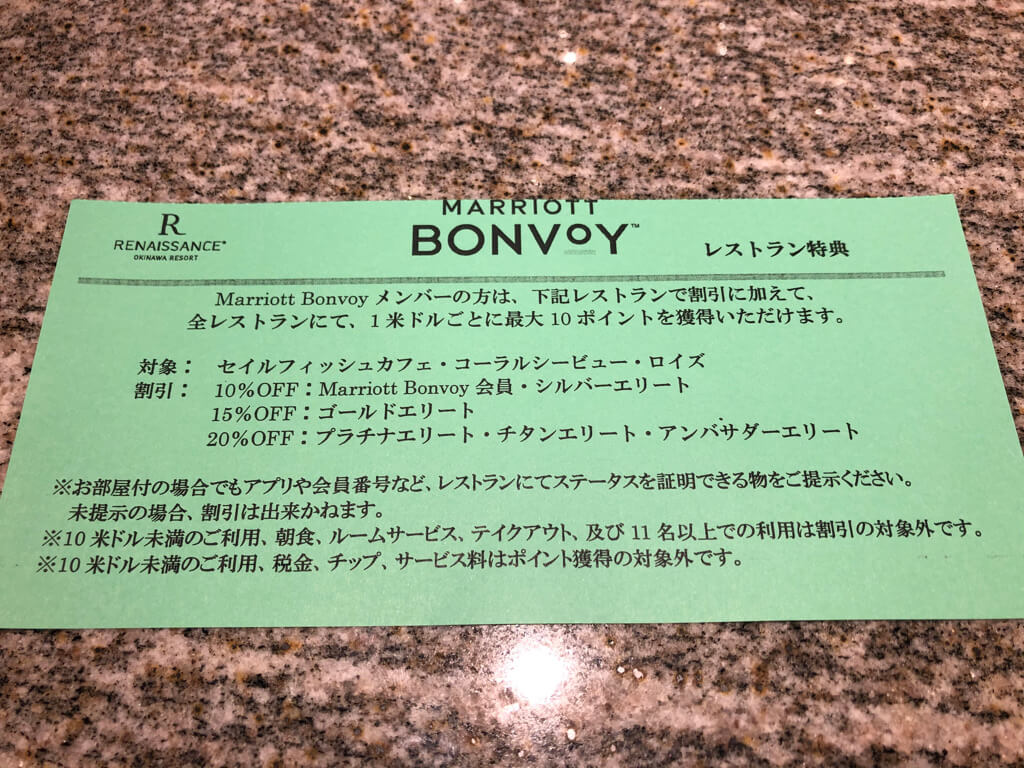 R
RENAISSANCE®
OKINAWA RESORT
MARRIOTT
BONVOY™
レストラン特典
Marriott Bonvoy メンバーの方は、下記レストランで割引に加えて、
全レストランにて、1米ドルごとに最大10ポイントを獲得いただけます。
対象： セイルフィッシュカフェ・コーラルシービュー・ロイズ
割引： 10%OFF：Marriott Bonvoy 会員・シルバーエリート
15%OFF：ゴールドエリート
20%OFF：プラチナエリート・チタンエリート・アンバサダーエリート
※お部屋付の場合でもアプリや会員番号など、レストランにてステータスを証明できる物をご提示ください。
未提示の場合、割引は出来かねます。
※10米ドル未満のご利用、朝食、ルームサービス、テイクアウト、及び11名以上での利用は割引の対象外です。
※10米ドル未満のご利用、税金、チップ、サービス料はポイント獲得の対象外です。